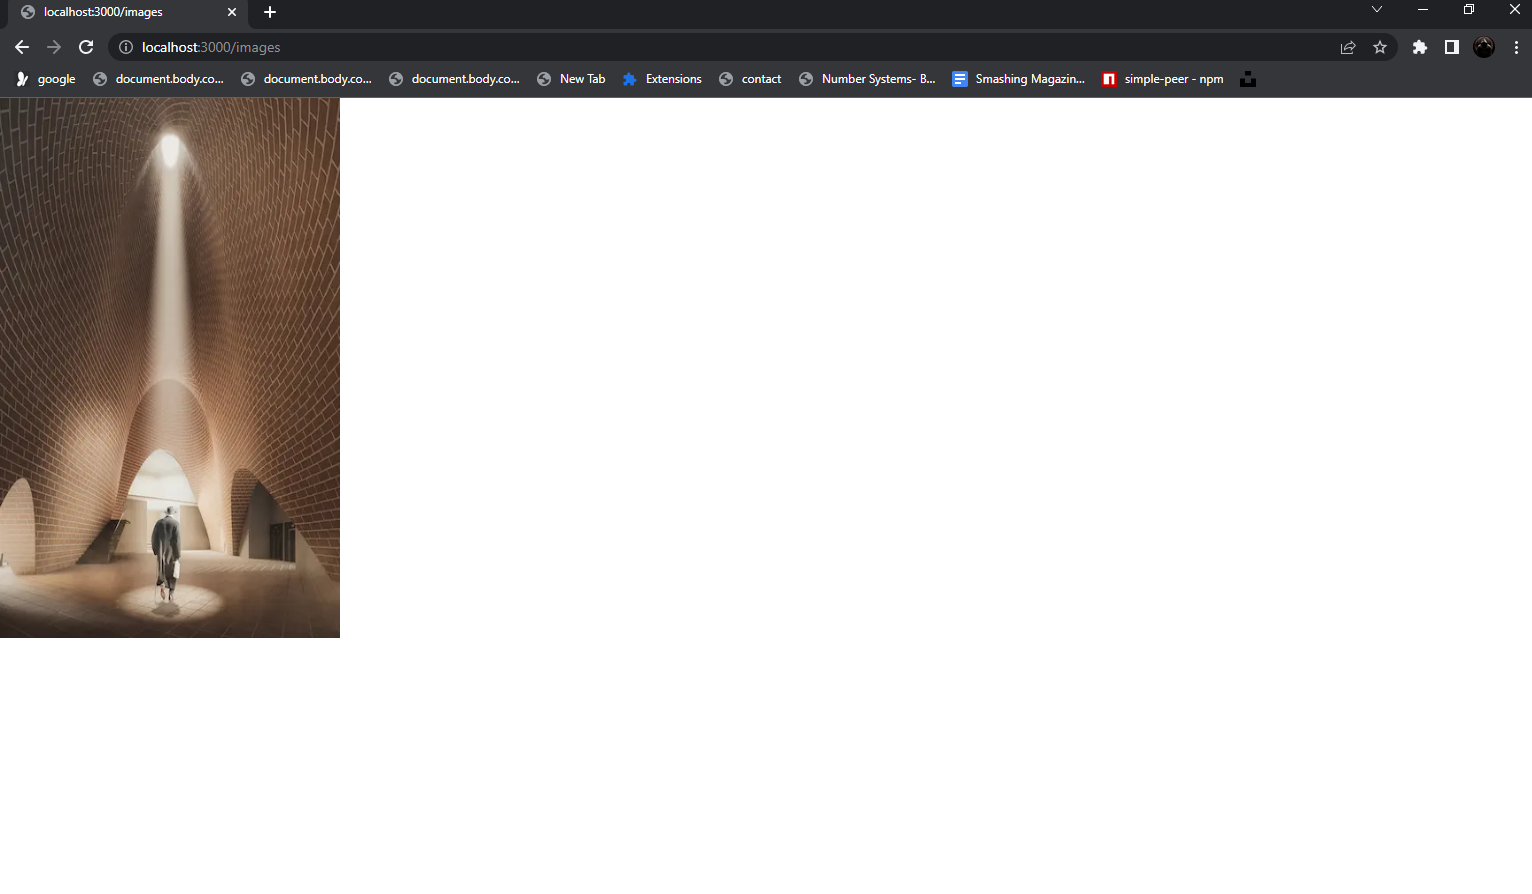 localhost:3000/images
localhost:3000/images
google document.body.co... document.body.co... document.body.co... New Tab Extensions contact Number Systems- B... Smashing Magazin... simple-peer - npm